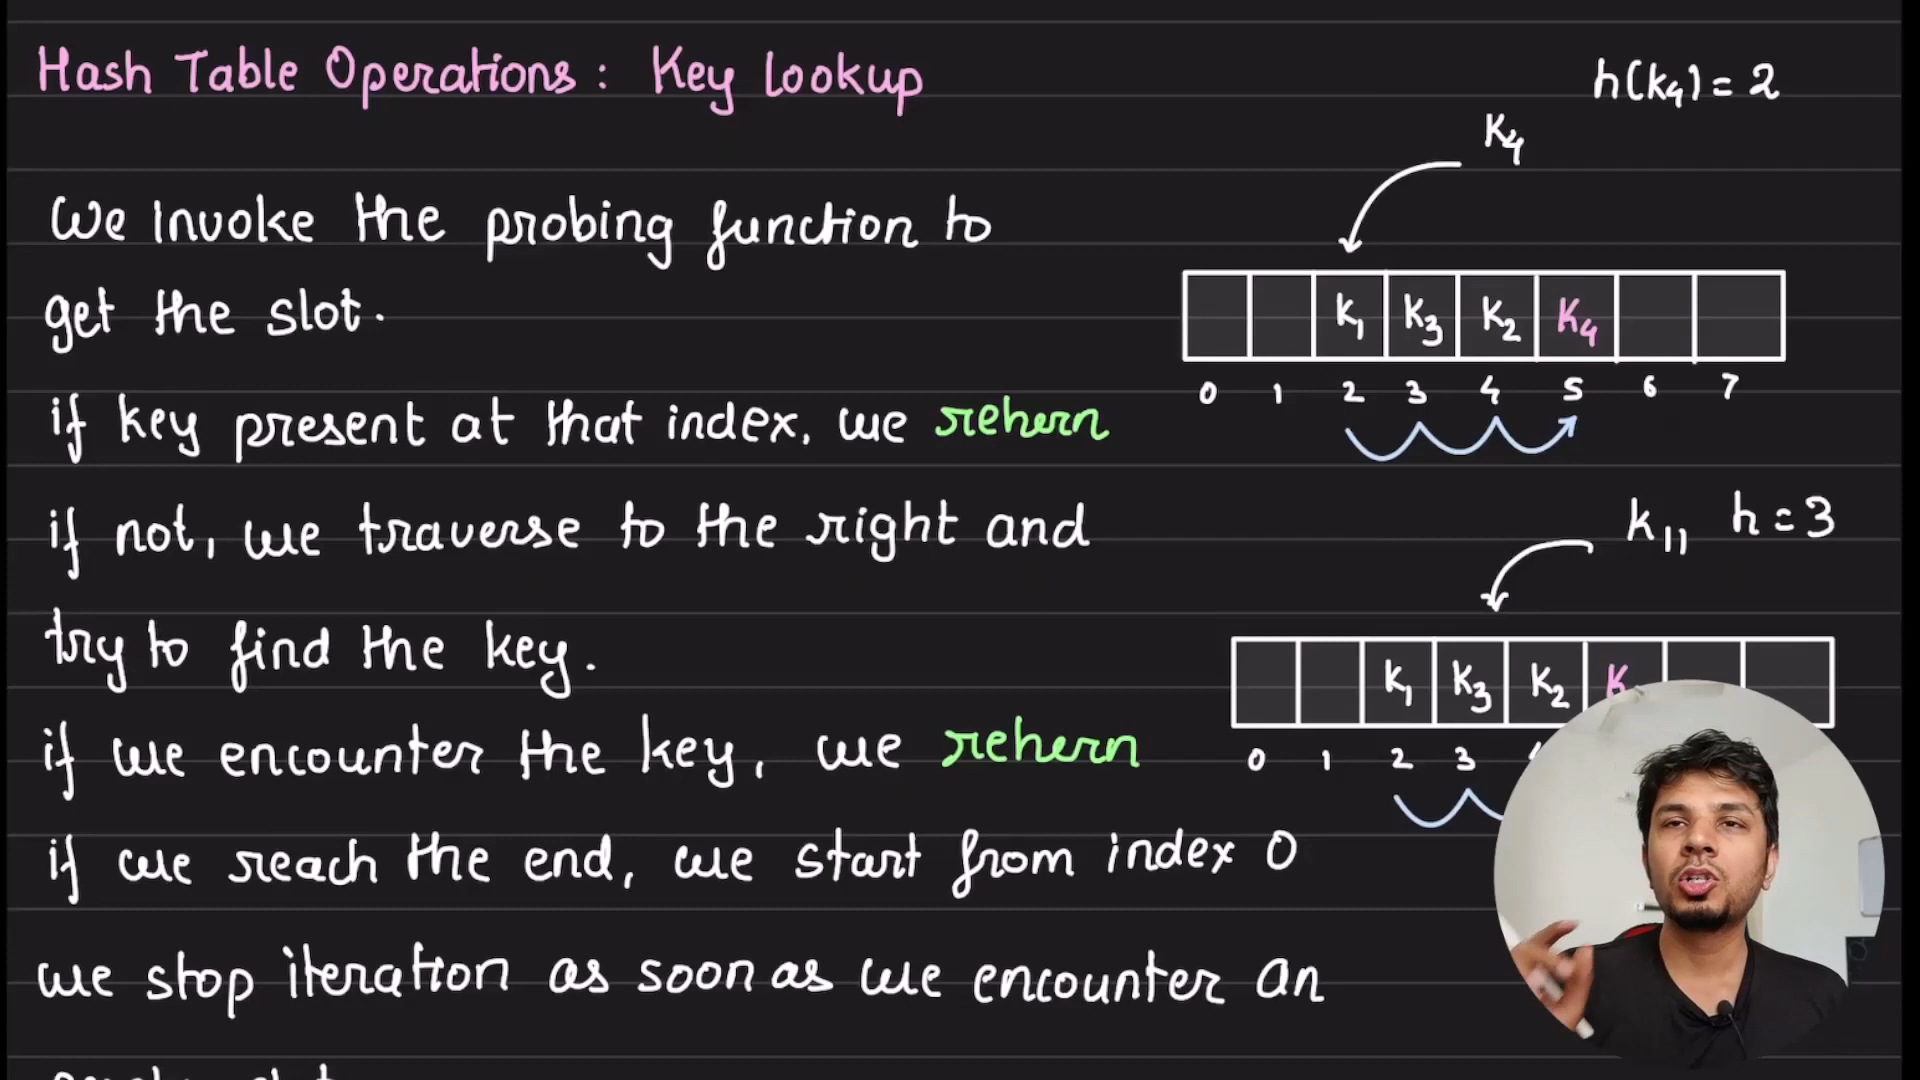 Hash Table Operations: Key lookup
h(k4) = 2
K4
We invoke the probing function to
get the slot.
K1 K3 K2 K4
0 1 2 3 4 5 6 7
if key present at that index, we return
if not, we traverse to the right and
k11 h = 3
try to find the key.
K1 K3 K2 K
0 1 2 3
if we encounter the key, we return
if we reach the end, we start from index 0
we stop iteration as soon as we encounter an